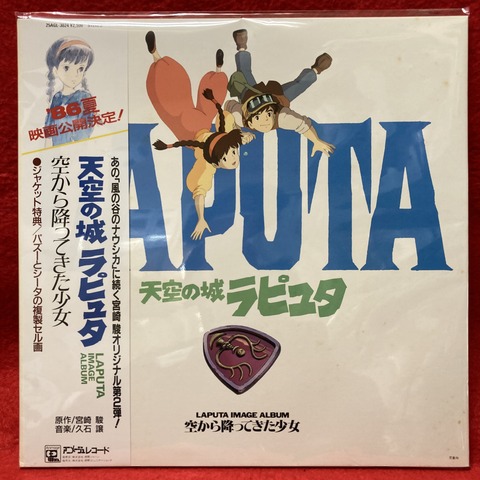 '86夏
映画公開決定!
あの、「風の谷のナウシカ」に続く宮崎 駿オリジナル第2弾!
天空の城 ラピュタ
LAPUTA
IMAGE
ALBUM
空から降ってきた少女
●ジャケット特典/パズーとシータの複製セル画
原作/宮崎 駿
音楽/久石 譲
アニメージュレコード
LAPUTA
天空の城ラピュタ
LAPUTA IMAGE ALBUM
空から降ってきた少女